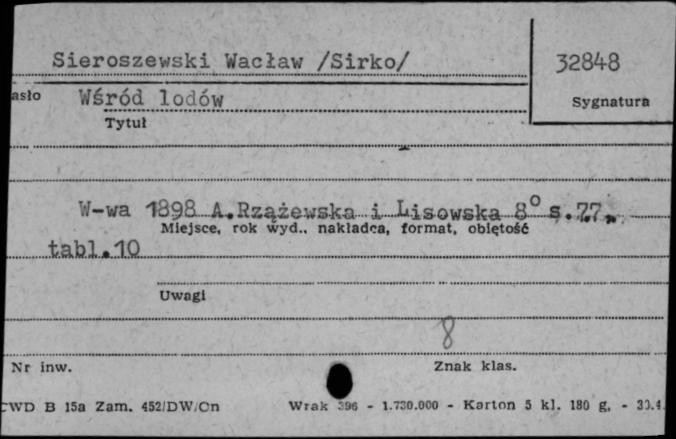 Sieroszewski Wacław /Sirko/
32848
asło Wśród lodów
Sygnatura
Tytuł
W-wa 1898 A.Rzążewska i Lisowska 8° s.77,
Miejsce, rok wyd., nakładca, format, objętość
tabl.10
Uwagi
8
Nr inw.
Znak klas.
CWD B 15a Zam. 452/DW/Cn Wrak 396 - 1.730.000 - Karton 5 kl. 180 g. - 30.4.